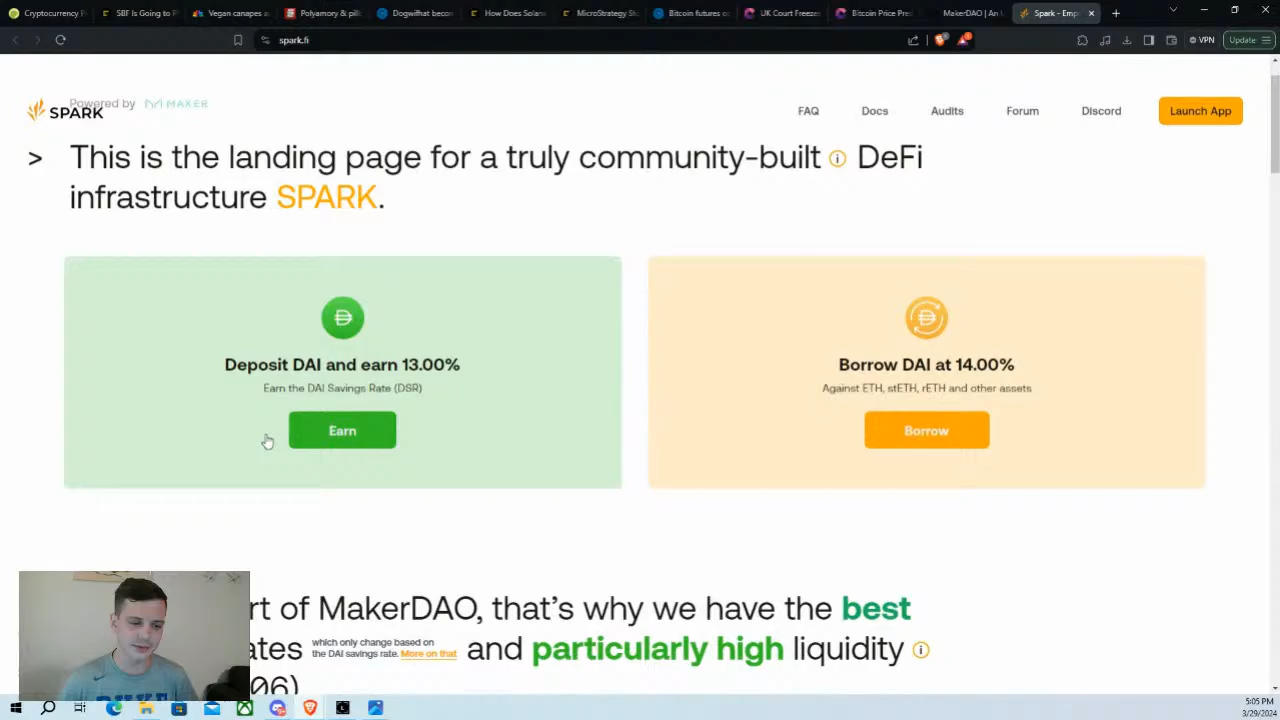 Cryptocurrency P
SBF Is Going to P
Vegan canapes a
Polyamory & pill
Dogwifhat becon
How Does Solan
MicroStrategy St
Bitcoin futures o
UK Court Freezes
Bitcoin Price Pred
MakerDAO | An U
Spark - Emp
spark.fi
VPN
Update
Powered by MAKER
SPARK
FAQ
Docs
Audits
Forum
Discord
Launch App
> This is the landing page for a truly community-built DeFi
infrastructure SPARK.
Deposit DAI and earn 13.00%
Earn the DAI Savings Rate (DSR)
Earn
Borrow DAI at 14.00%
Against ETH, stETH, rETH and other assets
Borrow
rt of MakerDAO, that's why we have the best
ates which only change based on
the DAI savings rate. More on that
and particularly high liquidity
06)
5:05 PM
3/29/2024